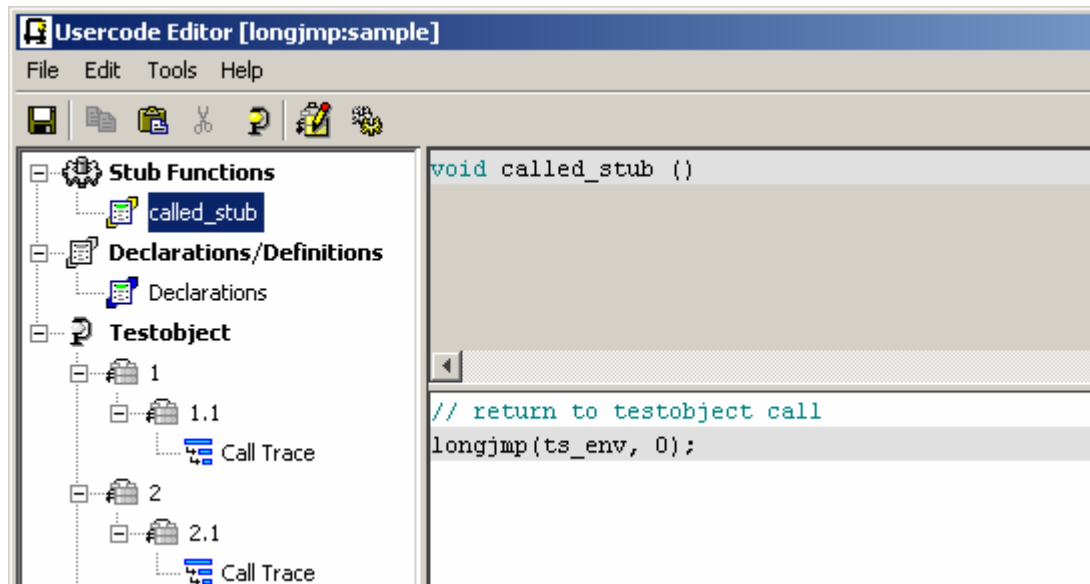 Usercode Editor [longjmp:sample]
File Edit Tools Help
Stub Functions
called_stub
Declarations/Definitions
Declarations
Testobject
1
1.1
Call Trace
2
2.1
Call Trace
void called_stub ()
// return to testobject call
longjmp(ts_env, 0);